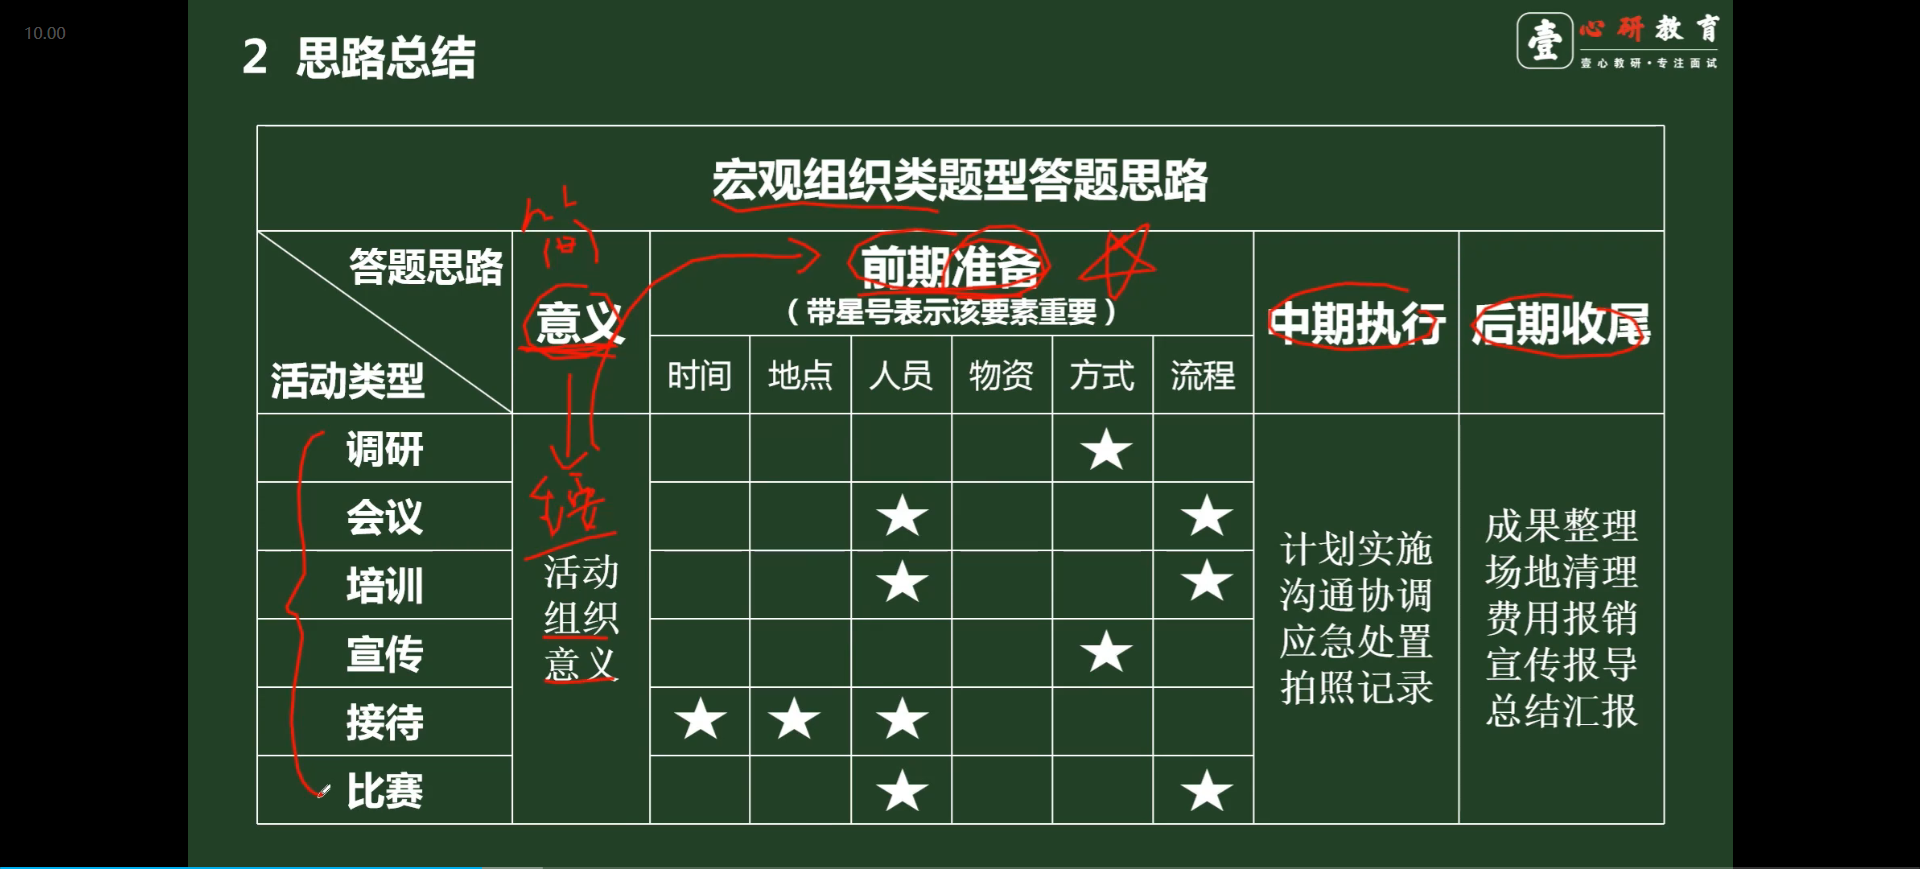 10.00
2 思路总结
壹
心研教育
壹心教研·专注面试
宏观组织类题型答题思路
答题思路
活动类型
意义
前期准备
（带星号表示该要素重要）
时间 地点 人员 物资 方式 流程
中期执行
后期收尾
调研 ★
会议 ★ ★
培训 ★ ★
宣传 ★
接待 ★ ★ ★
比赛 ★ ★
活动
组织
意义
计划实施
沟通协调
应急处置
拍照记录
成果整理
场地清理
费用报销
宣传报导
总结汇报